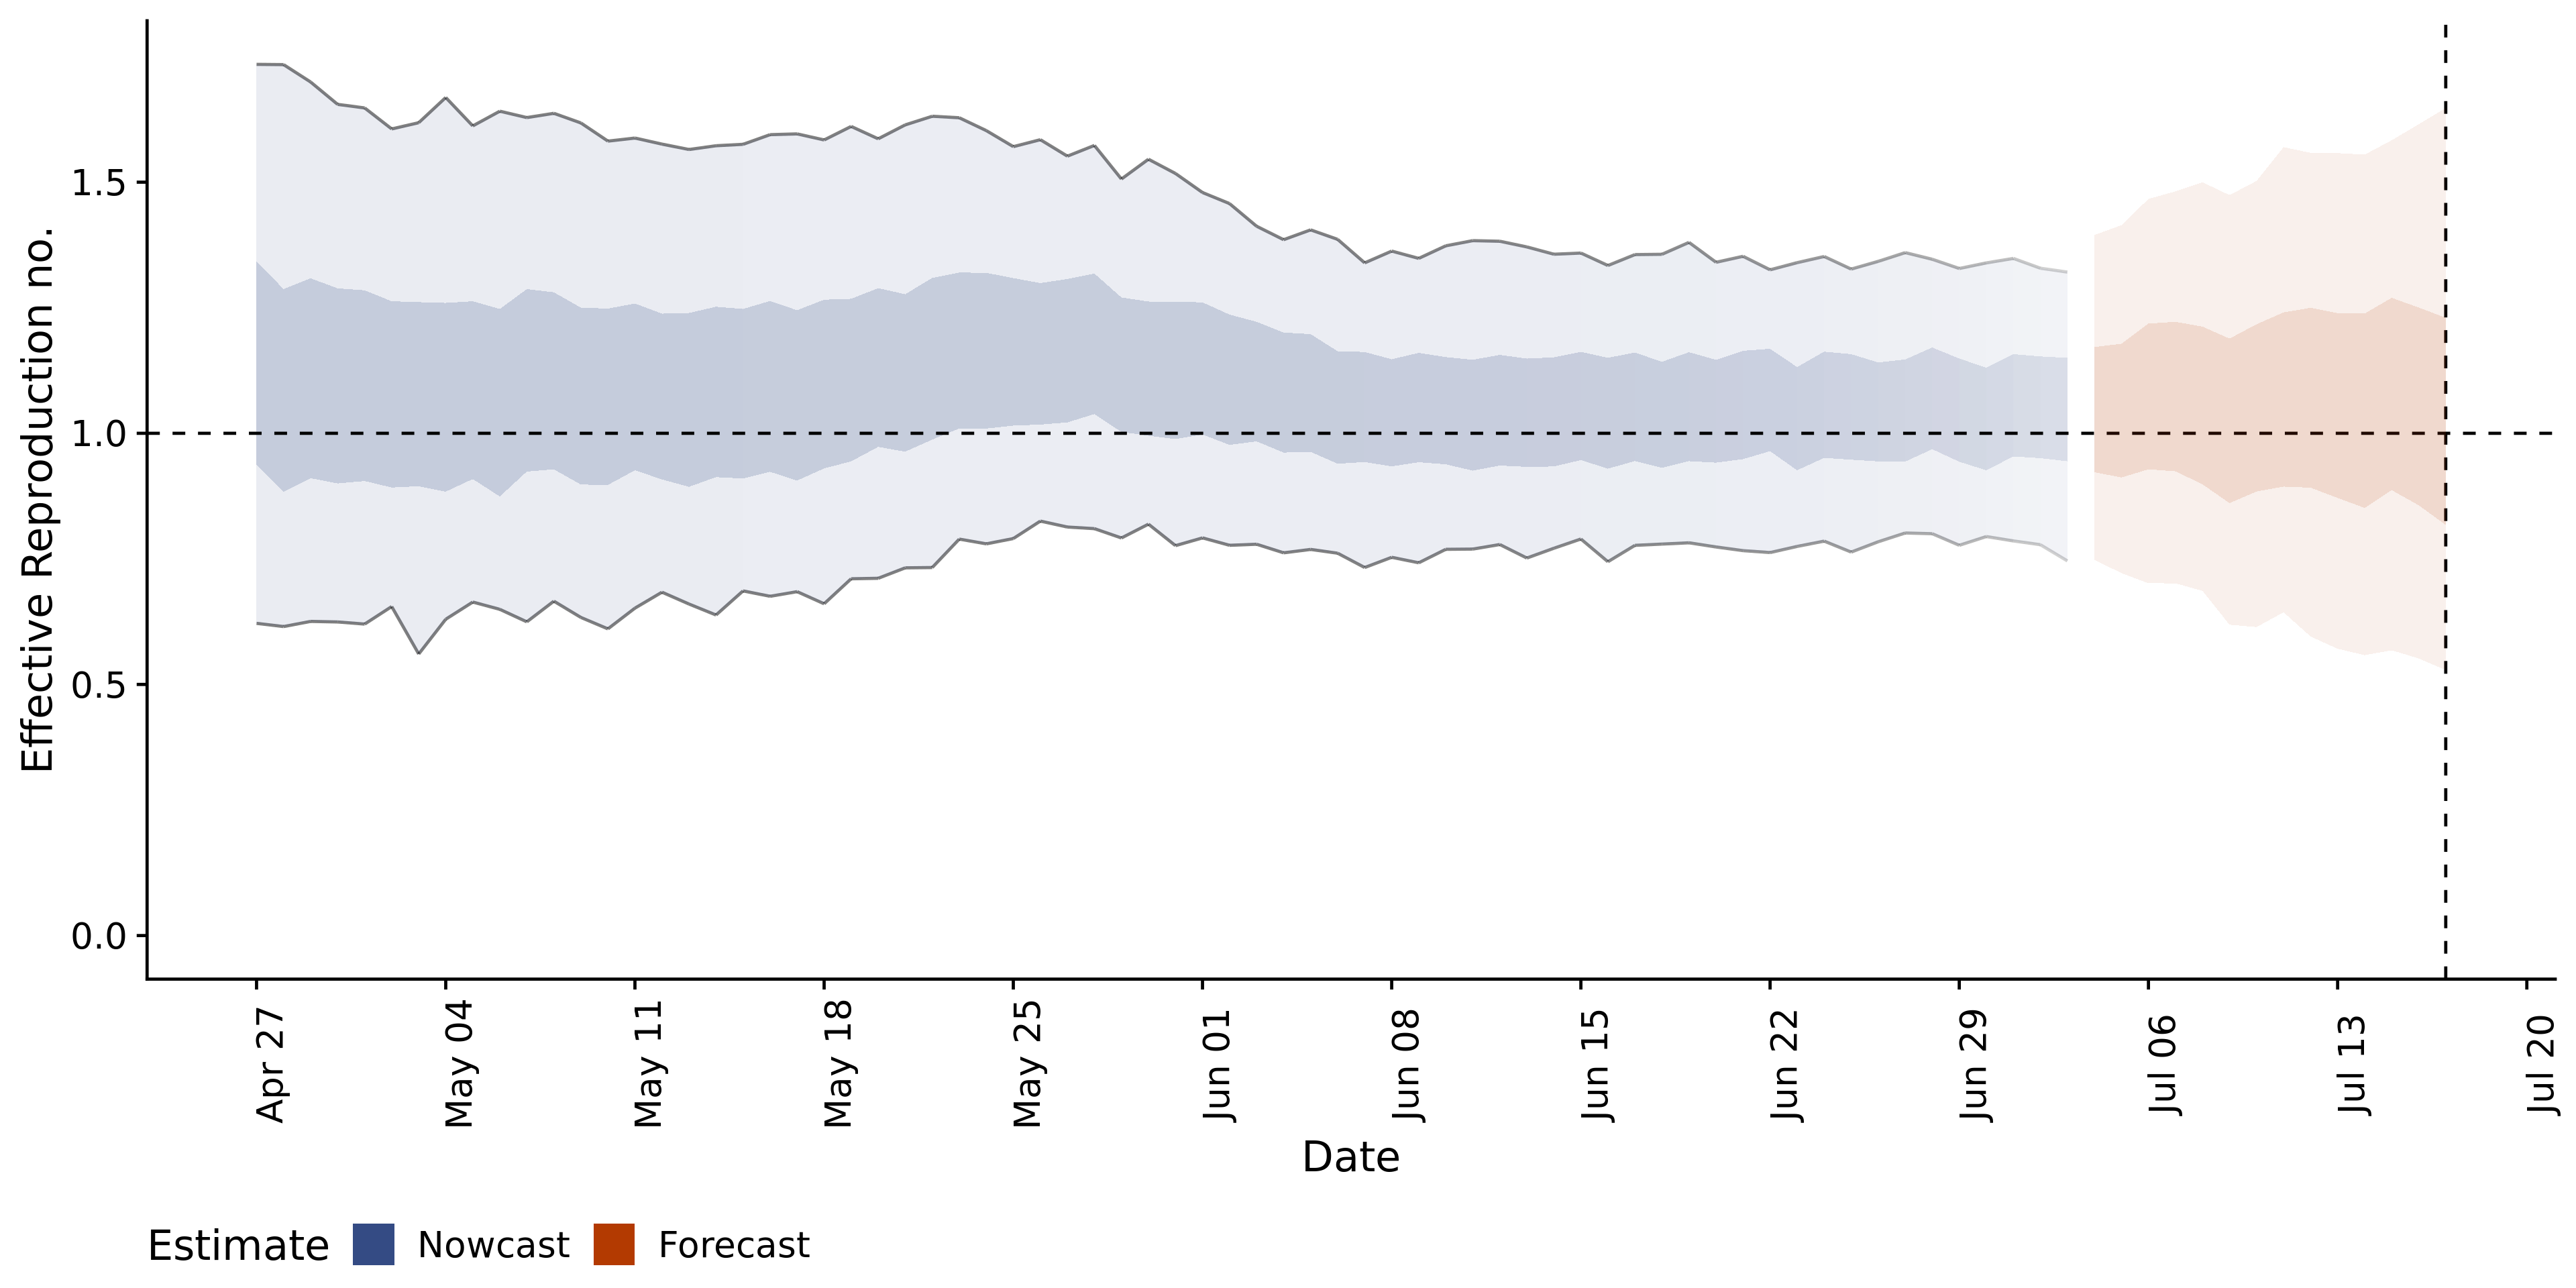 Effective Reproduction no.
1.5
1.0
0.5
0.0
Apr 27
May 04
May 11
May 18
May 25
Jun 01
Jun 08
Jun 15
Jun 22
Jun 29
Jul 06
Jul 13
Jul 20
Date
Estimate Nowcast Forecast